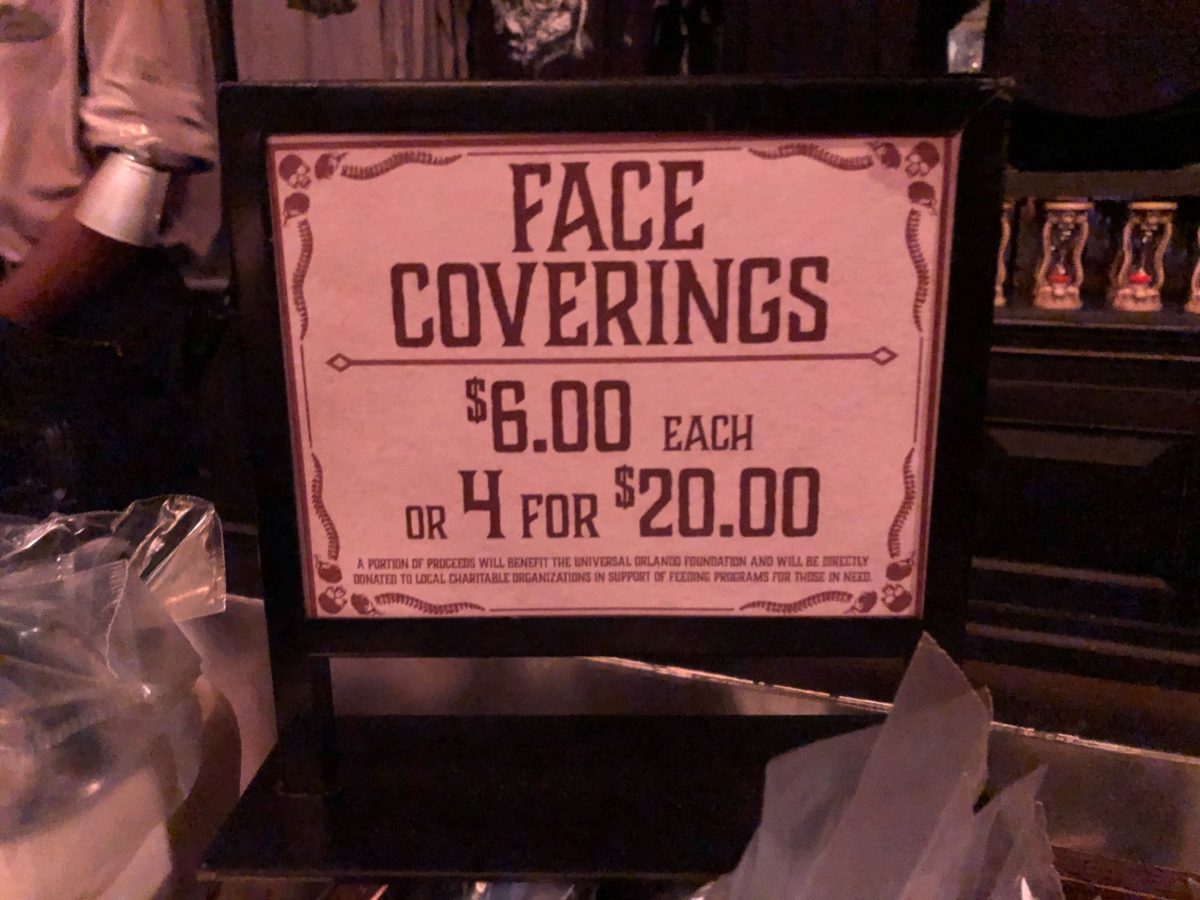 FACE
COVERINGS
$6.00 EACH
OR 4 FOR $20.00
A PORTION OF PROCEEDS WILL BENEFIT THE UNIVERSAL ORLANDO FOUNDATION AND WILL BE DIRECTLY
DONATED TO LOCAL CHARITABLE ORGANIZATIONS IN SUPPORT OF FEEDING PROGRAMS FOR THOSE IN NEED.